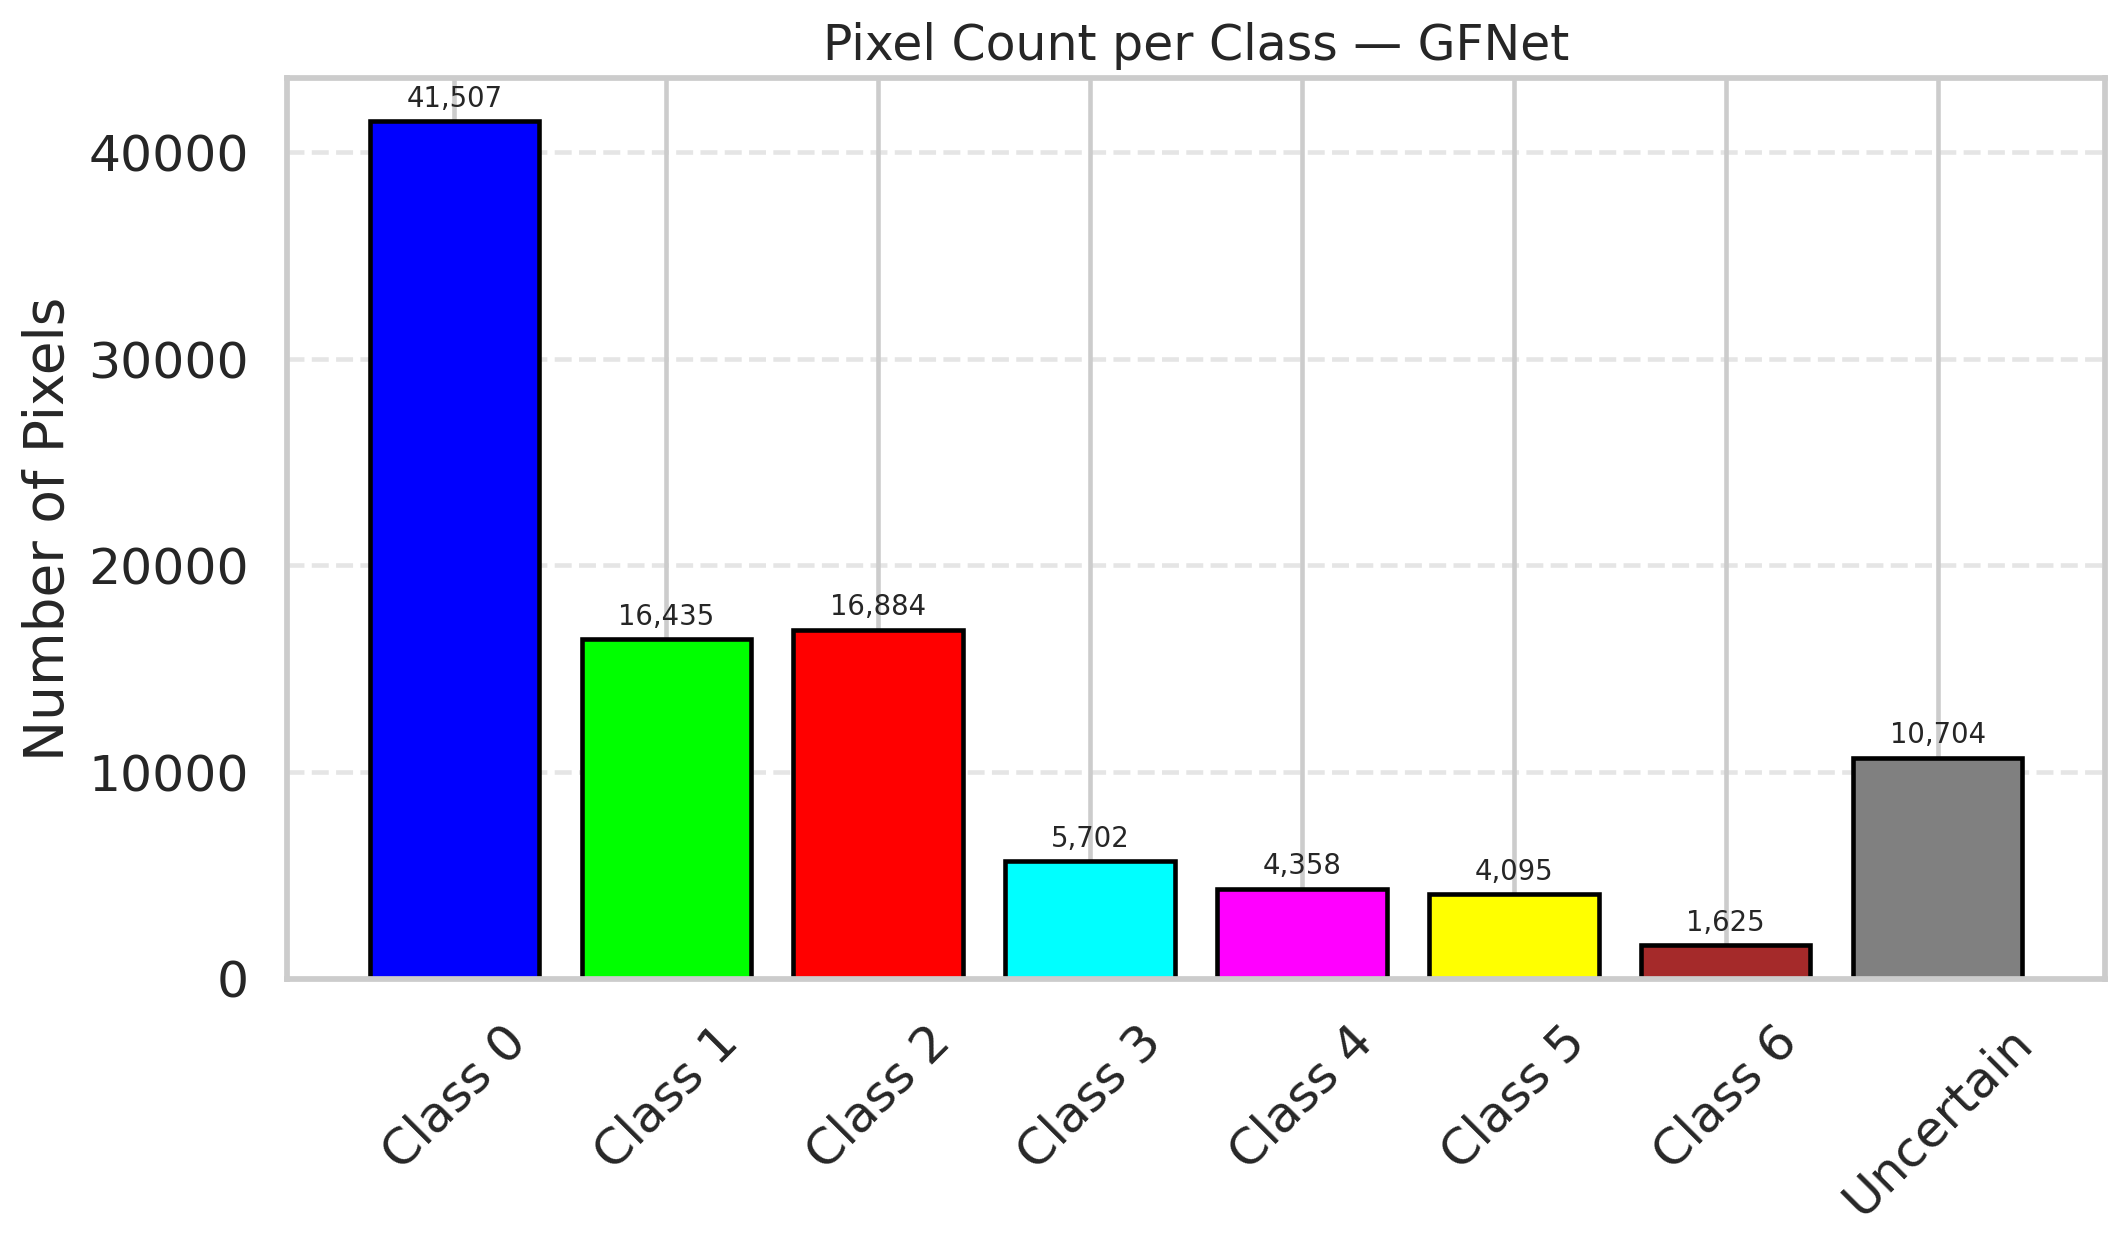 Pixel Count per Class — GFNet
Number of Pixels
40000
30000
20000
10000
0
41,507
16,435
16,884
5,702
4,358
4,095
1,625
10,704
Class 0
Class 1
Class 2
Class 3
Class 4
Class 5
Class 6
Uncertain